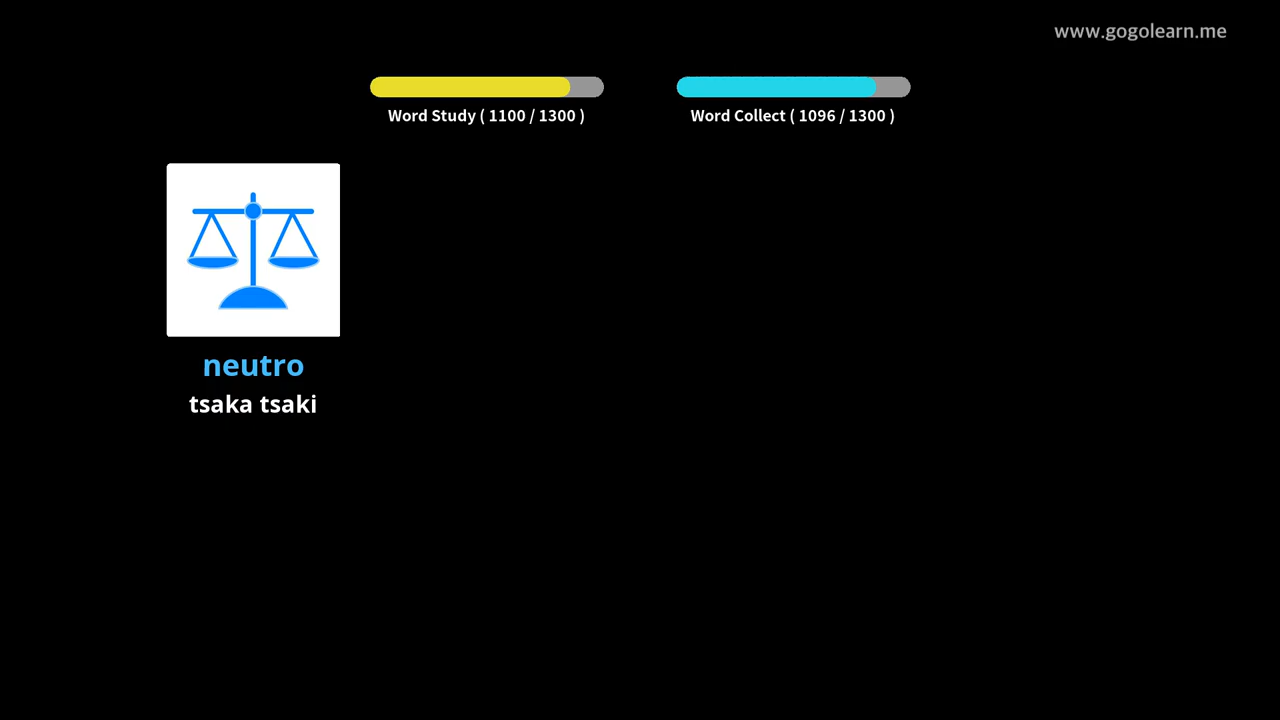 www.gogolearn.me
Word Study ( 1100 / 1300 )
Word Collect ( 1096 / 1300 )
neutro
tsaka tsaki